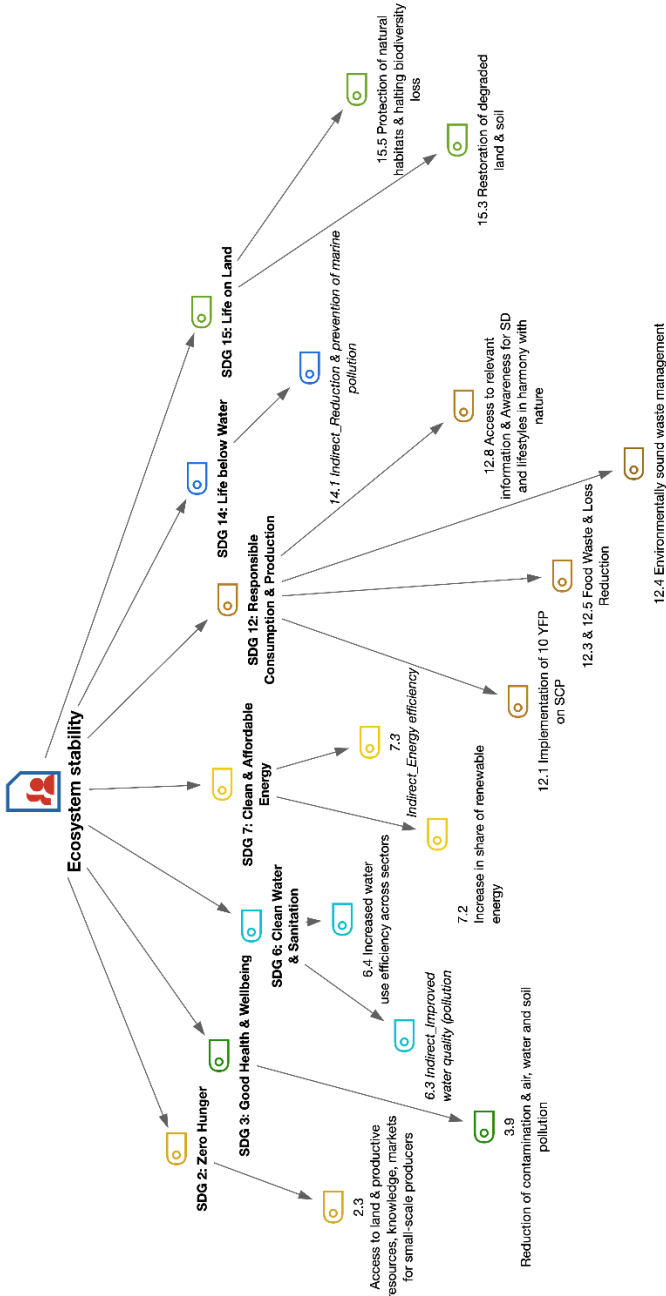 Ecosystem stability
SDG 2: Zero Hunger
SDG 3: Good Health & Wellbeing
SDG 6: Clean Water
& Sanitation
SDG 7: Clean & Affordable
Energy
SDG 12: Responsible
Consumption & Production
SDG 14: Life below Water
SDG 15: Life on Land
2.3
Access to land & productive
resources, knowledge, markets
for small-scale producers
3.9
Reduction of contamination & air, water and soil
pollution
6.3 Indirect_Improved
water quality (pollution
6.4 Increased water
use efficiency across sectors
7.2
Increase in share of renewable
energy
7.3
Indirect_Energy efficiency
12.1 Implementation of 10 YFP
on SCP
12.3 & 12.5 Food Waste & Loss
Reduction
12.4 Environmentally sound waste management
12.8 Access to relevant
information & Awareness for SD
and lifestyles in harmony with
nature
14.1 Indirect_Reduction & prevention of marine
pollution
15.3 Restoration of degraded
land & soil
15.5 Protection of natural
habitats & halting biodiversity
loss